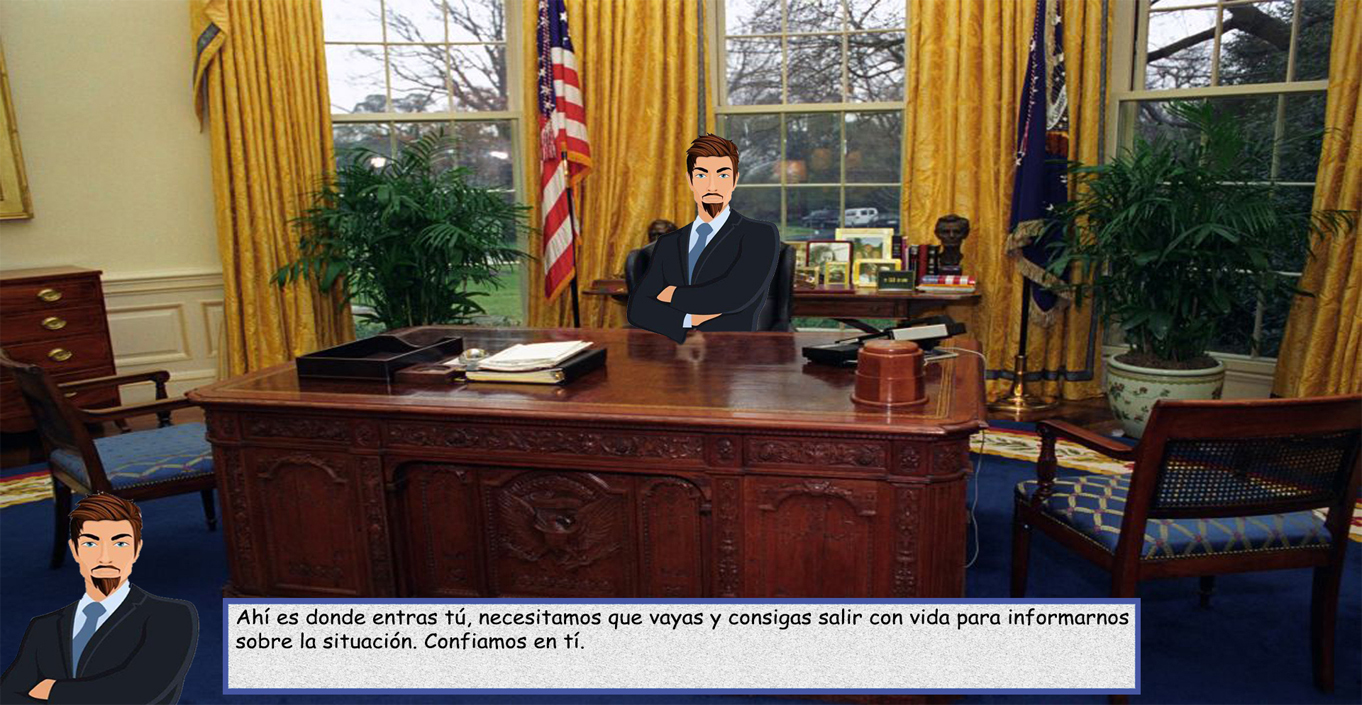 Ahí es donde entras tú, necesitamos que vayas y consigas salir con vida para informarnos
sobre la situación. Confiamos en tí.